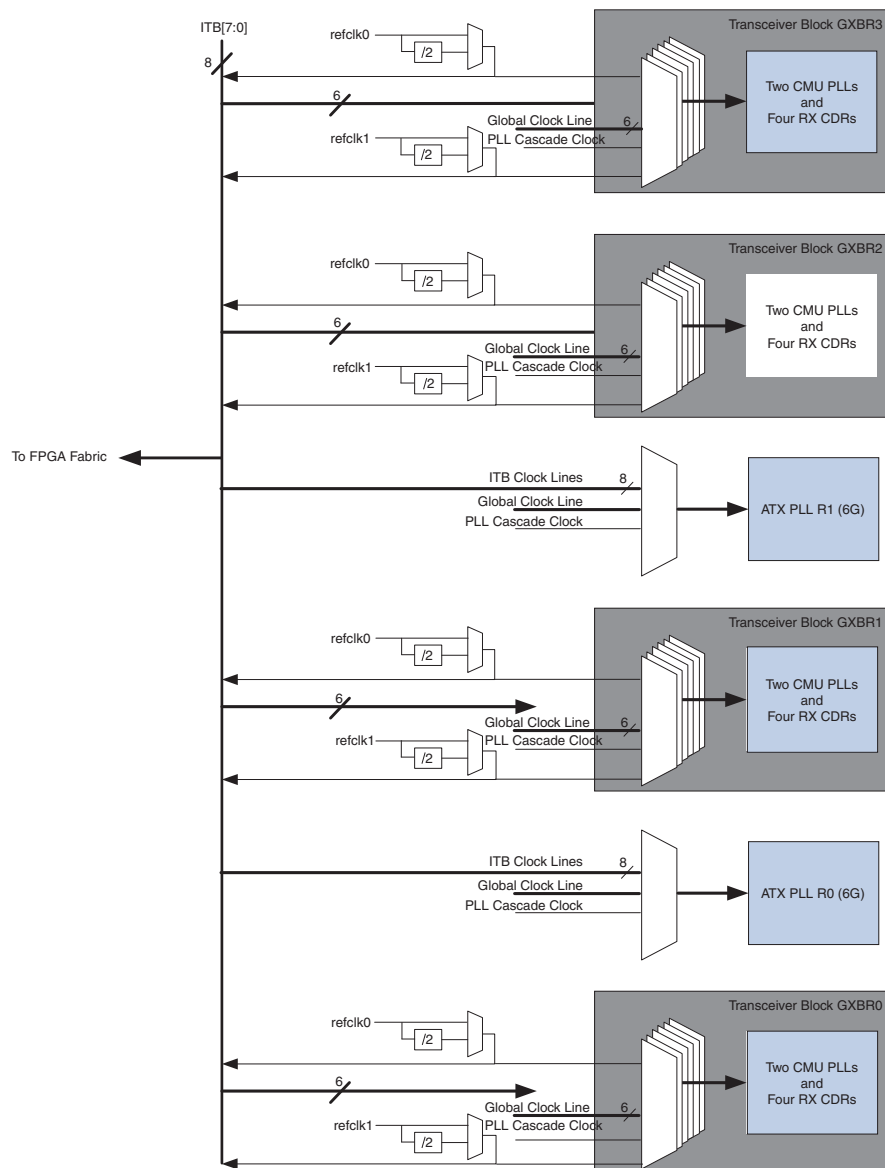 ITB[7:0]
8
refclk0
/2
6
Global Clock Line
6
PLL Cascade Clock
refclk1
/2
Transceiver Block GXBR3
Two CMU PLLs
and
Four RX CDRs
refclk0
/2
6
Global Clock Line
6
PLL Cascade Clock
refclk1
/2
Transceiver Block GXBR2
Two CMU PLLs
and
Four RX CDRs
To FPGA Fabric
ITB Clock Lines
8
Global Clock Line
PLL Cascade Clock
ATX PLL R1 (6G)
refclk0
/2
6
Global Clock Line
6
PLL Cascade Clock
refclk1
/2
Transceiver Block GXBR1
Two CMU PLLs
and
Four RX CDRs
ITB Clock Lines
8
Global Clock Line
PLL Cascade Clock
ATX PLL R0 (6G)
refclk0
/2
6
Global Clock Line
6
refclk1
/2
Transceiver Block GXBR0
Two CMU PLLs
and
Four RX CDRs